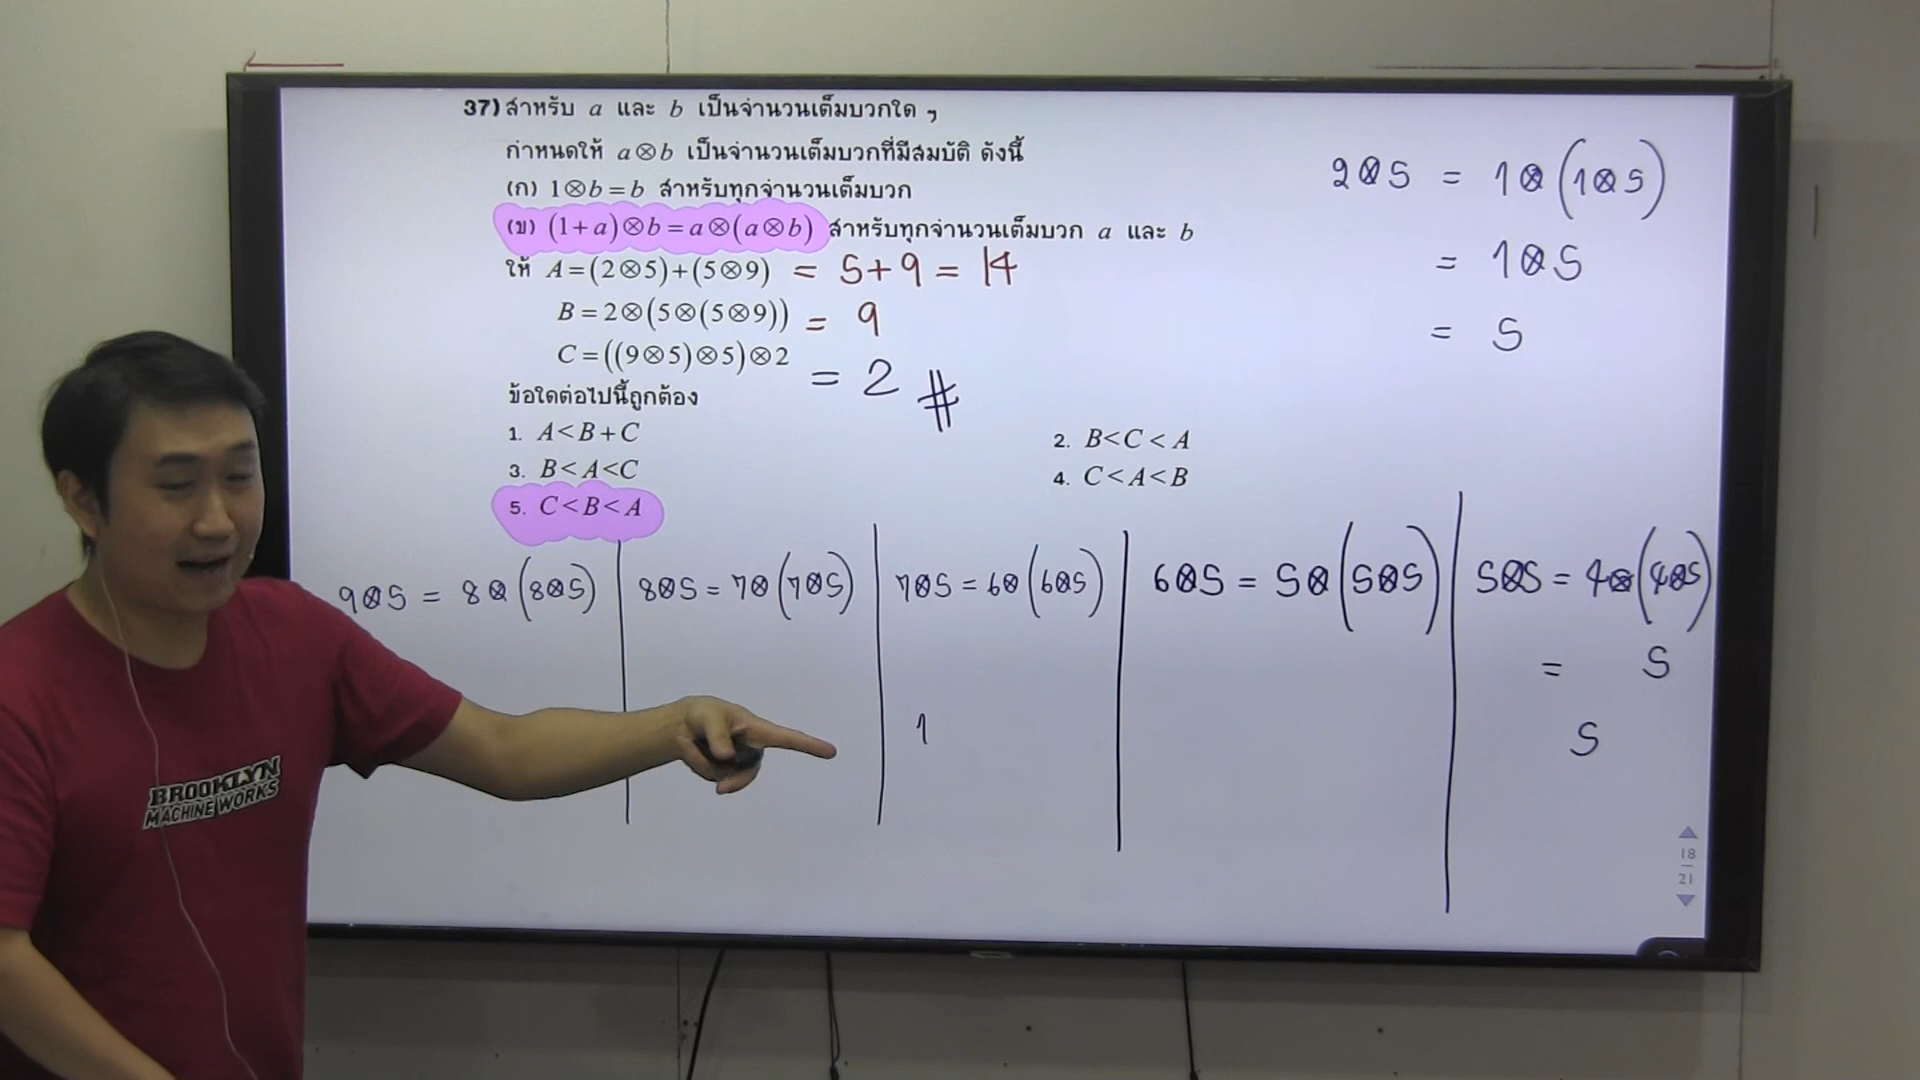 37) สำหรับ a และ b เป็นจำนวนเต็มบวกใด ๆ
กำหนดให้ a⊗b เป็นจำนวนเต็มบวกที่มีสมบัติ ดังนี้
(ก) 1⊗b = b สำหรับทุกจำนวนเต็มบวก
(ข) (1+a)⊗b = a⊗(a⊗b) สำหรับทุกจำนวนเต็มบวก a และ b
ให้ A = (2⊗5)+(5⊗9) = 5+9 = 14
B = 2⊗(5⊗(5⊗9)) = 9
C = ((9⊗5)⊗5)⊗2 = 2 #
ข้อใดต่อไปนี้ถูกต้อง
1. A<B+C
2. B<C<A
3. B<A<C
4. C<A<B
5. C<B<A
2⊗5 = 1⊗(1⊗5)
= 1⊗5
= 5
9⊗5 = 8⊗(8⊗5)
8⊗5 = 7⊗(7⊗5)
7⊗5 = 6⊗(6⊗5)
1
6⊗5 = 5⊗(5⊗5)
5⊗5 = 4⊗(4⊗5)
= 5
5
18
21
BROOKLYN
MACHINE WORKS